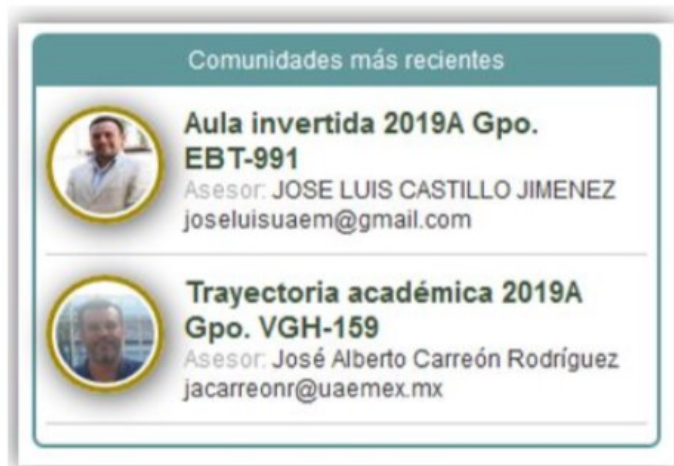 Comunidades más recientes
Aula invertida 2019A Gpo.
EBT-991
Asesor: JOSE LUIS CASTILLO JIMENEZ
joseluisuaem@gmail.com
Trayectoria académica 2019A
Gpo. VGH-159
Asesor: José Alberto Carreón Rodríguez
jacarreonr@uaemex.mx